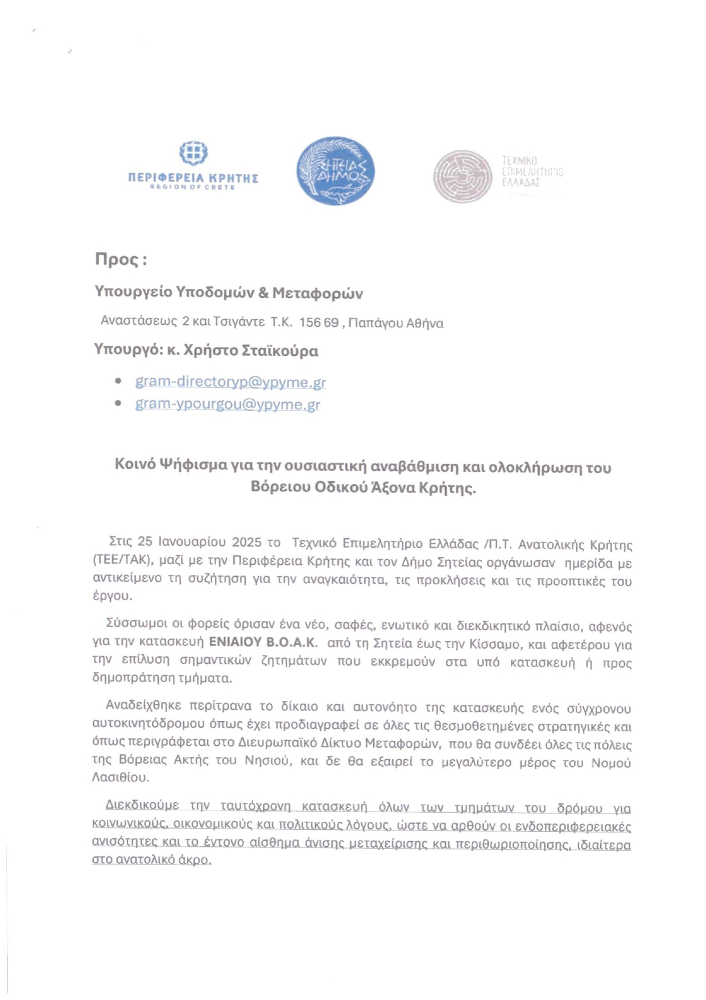 ΠΕΡΙΦΕΡΕΙΑ ΚΡΗΤΗΣ
REGION OF CRETE
ΣΗΤΕΙΑΣ
ΔΗΜΟΣ
ΤΕΧΝΙΚΟ
ΕΠΙΜΕΛΗΤΗΡΙΟ
ΕΛΛΑΔΑΣ
Προς :
Υπουργείο Υποδομών & Μεταφορών
Αναστάσεως 2 και Τσιγάντε Τ.Κ. 156 69 , Παπάγου Αθήνα
Υπουργό: κ. Χρήστο Σταϊκούρα
• gram-directoryp@ypyme.gr
• gram-ypourgou@ypyme.gr
Κοινό Ψήφισμα για την ουσιαστική αναβάθμιση και ολοκλήρωση του
Βόρειου Οδικού Άξονα Κρήτης.
Στις 25 Ιανουαρίου 2025 το Τεχνικό Επιμελητήριο Ελλάδας /Π.Τ. Ανατολικής Κρήτης
(ΤΕΕ/ΤΑΚ), μαζί με την Περιφέρεια Κρήτης και τον Δήμο Σητείας οργάνωσαν ημερίδα με
αντικείμενο τη συζήτηση για την αναγκαιότητα, τις προκλήσεις και τις προοπτικές του
έργου.
Σύσσωμοι οι φορείς όρισαν ένα νέο, σαφές, ενωτικό και διεκδικητικό πλαίσιο, αφενός
για την κατασκευή ΕΝΙΑΙΟΥ Β.Ο.Α.Κ. από τη Σητεία έως την Κίσσαμο, και αφετέρου για
την επίλυση σημαντικών ζητημάτων που εκκρεμούν στα υπό κατασκευή ή προς
δημοπράτηση τμήματα.
Αναδείχθηκε περίτρανα το δίκαιο και αυτονόητο της κατασκευής ενός σύγχρονου
αυτοκινητόδρομου όπως έχει προδιαγραφεί σε όλες τις θεσμοθετημένες στρατηγικές και
όπως περιγράφεται στο Διευρωπαϊκό Δίκτυο Μεταφορών, που θα συνδέει όλες τις πόλεις
της Βόρειας Ακτής του Νησιού, και δε θα εξαιρεί το μεγαλύτερο μέρος του Νομού
Λασιθίου.
Διεκδικούμε την ταυτόχρονη κατασκευή όλων των τμημάτων του δρόμου για
κοινωνικούς, οικονομικούς και πολιτικούς λόγους, ώστε να αρθούν οι ενδοπεριφερειακές
ανισότητες και το έντονο αίσθημα άνισης μεταχείρισης και περιθωριοποίησης, ιδιαίτερα
στο ανατολικό άκρο.